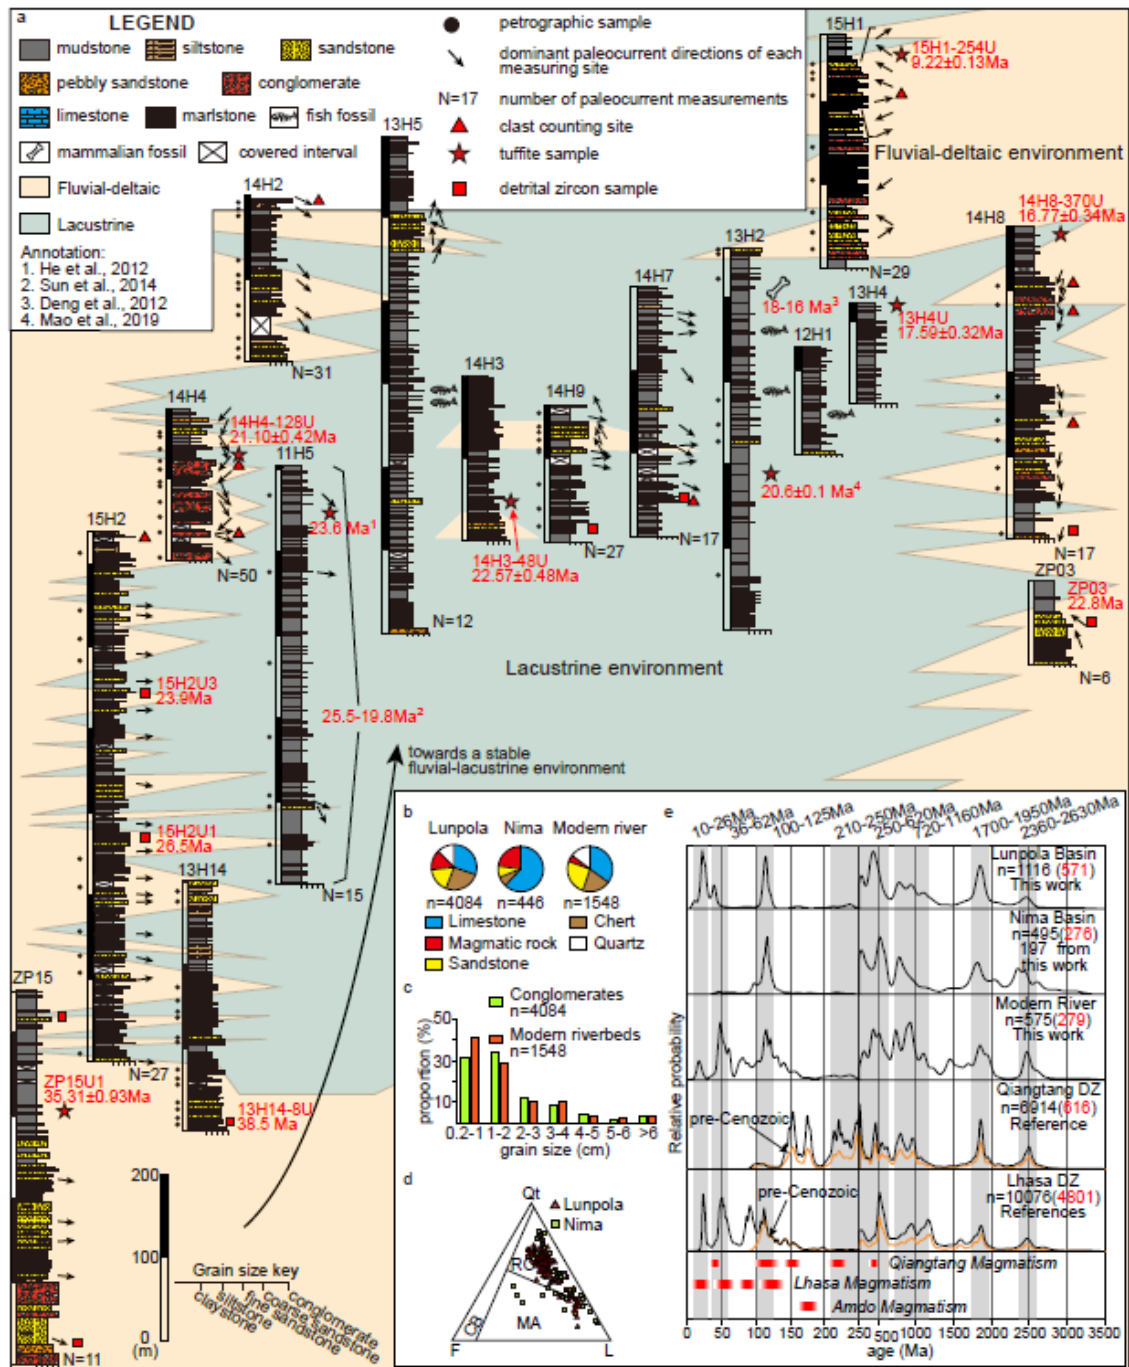 a
LEGEND
mudstone
siltstone
sandstone
pebbly sandstone
conglomerate
limestone
marlstone
fish fossil
mammalian fossil
covered interval
Fluvial-deltaic
Lacustrine
Annotation:
1. He et al., 2012
2. Sun et al., 2014
3. Deng et al., 2012
4. Mao et al., 2019
petrographic sample
dominant paleocurrent directions of each
measuring site
N=17 number of paleocurrent measurements
clast counting site
tuffite sample
detrital zircon sample
15H1
15H1-254U
9.22±0.13Ma
Fluvial-deltaic environment
N=29
14H2
N=31
13H5
N=12
14H8
14H8-370U
16.77±0.34Ma
N=17
13H2
18-16 Ma3
20.6±0.1 Ma4
14H7
N=17
13H4
13H4U
17.59±0.32Ma
12H1
14H3
14H3-48U
22.57±0.48Ma
14H9
N=27
14H4
14H4-128U
21.10±0.42Ma
N=50
11H5
23.6 Ma1
25.5-19.8Ma2
N=15
15H2
15H2U3
23.9Ma
15H2U1
26.5Ma
N=27
13H14
13H14-8U
38.5 Ma
ZP03
ZP03
22.8Ma
N=6
Lacustrine environment
towards a stable
fluvial-lacustrine environment
ZP15
ZP15U1
35.31±0.93Ma
N=11
200
100
0
(m)
Grain size key
claystone
siltstone
fine sandstone
coarse sandstone
conglomerate
b
Lunpola Nima Modern river
n=4084 n=446 n=1548
Limestone
Chert
Magmatic rock
Quartz
Sandstone
c
Conglomerates
n=4084
Modern riverbeds
n=1548
proportion (%)
50
30
10
0.2-1 1-2 2-3 3-4 4-5 5-6 >6
grain size (cm)
d
Qt
Lunpola
Nima
RO
CB
MA
F
L
e
10-26Ma
36-62Ma
100-125Ma
210-250Ma
250-620Ma
720-1160Ma
1700-1950Ma
2360-2630Ma
Lunpola Basin
n=1116 (571)
This work
Nima Basin
n=495(276)
197 from
this work
Modern River
n=575(279)
This work
Qiangtang DZ
n=6914(616)
Reference
pre-Cenozoic
Lhasa DZ
n=10076(4801)
References
pre-Cenozoic
Qiangtang Magmatism
Lhasa Magmatism
Amdo Magmatism
Relative probability
0 50 100 150 200 250 500 1000 1500 2000 2500 3000 3500
age (Ma)